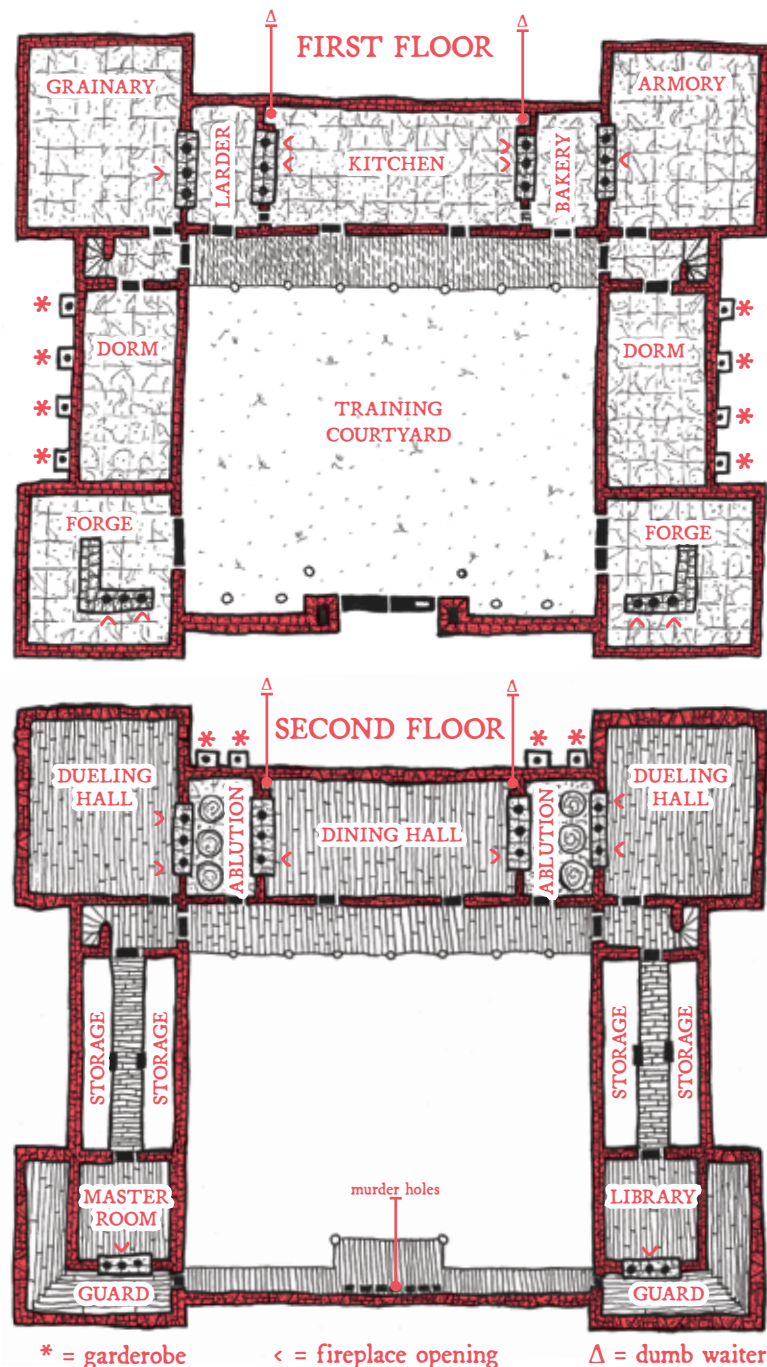 Δ
Δ
FIRST FLOOR
GRAINARY
ARMORY
LARDER
KITCHEN
BAKERY
*
*
*
*
DORM
DORM
*
*
*
*
TRAINING
COURTYARD
FORGE
FORGE
Δ
Δ
SECOND FLOOR
*
*
*
*
DUELING
HALL
ABLUTION
DINING HALL
ABLUTION
DUELING
HALL
STORAGE
STORAGE
STORAGE
STORAGE
MASTER
ROOM
murder holes
LIBRARY
GUARD
GUARD
* = garderobe
< = fireplace opening
Δ = dumb waiter